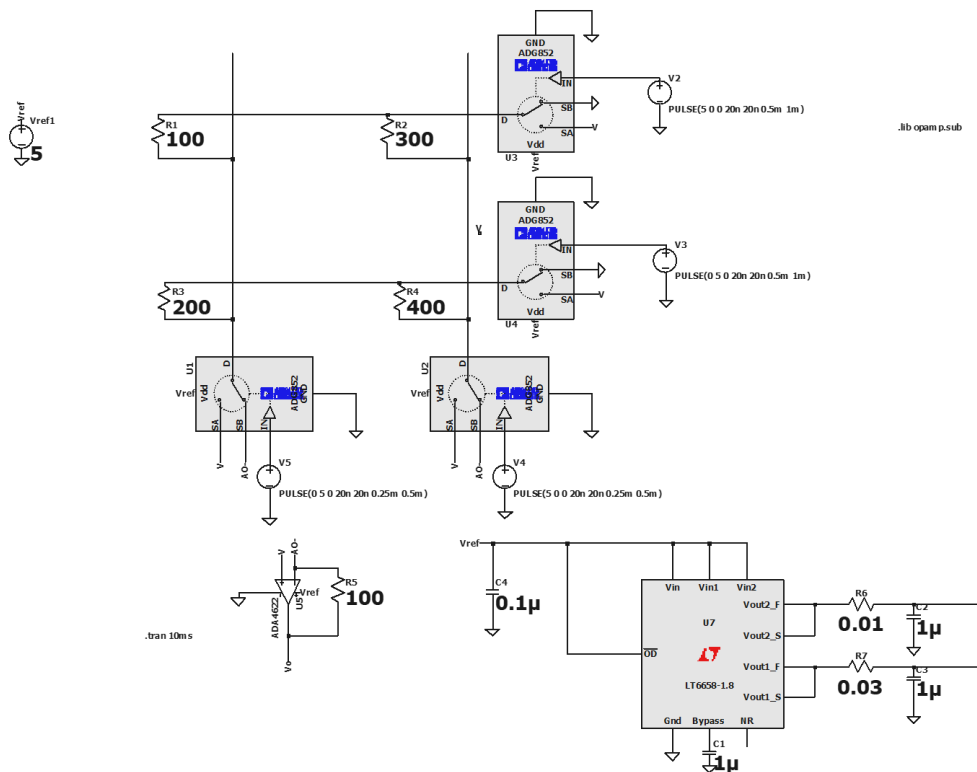 Vref
Vref1
5
R1
100
R2
300
GND
ADG852
IN
SB
SA
V
D
Vdd
U3
Vref
V2
PULSE(5 0 0 20n 20n 0.5m 1m)
.lib opamp.sub
V
GND
ADG852
IN
SB
SA
V
D
Vdd
U4
Vref
V3
PULSE(0 5 0 20n 20n 0.5m 1m)
R3
200
R4
400
U1
D
Vref
Vdd
ADG852
GND
SA
SB
IN
V
AO-
V5
PULSE(0 5 0 20n 20n 0.25m 0.5m)
U2
D
Vref
Vdd
ADG852
GND
SA
SB
IN
V
AO-
V4
PULSE(5 0 0 20n 20n 0.25m 0.5m)
V
AO-
Vref
U5
ADA4622
R5
100
Vo
.tran 10ms
Vref
C4
0.1µ
Vin
Vin1
Vin2
U7
LT6658-1.8
OD
Vout2_F
Vout2_S
Vout1_F
Vout1_S
Gnd
Bypass
NR
R6
0.01
C2
1µ
R7
0.03
C3
1µ
C1
1µ